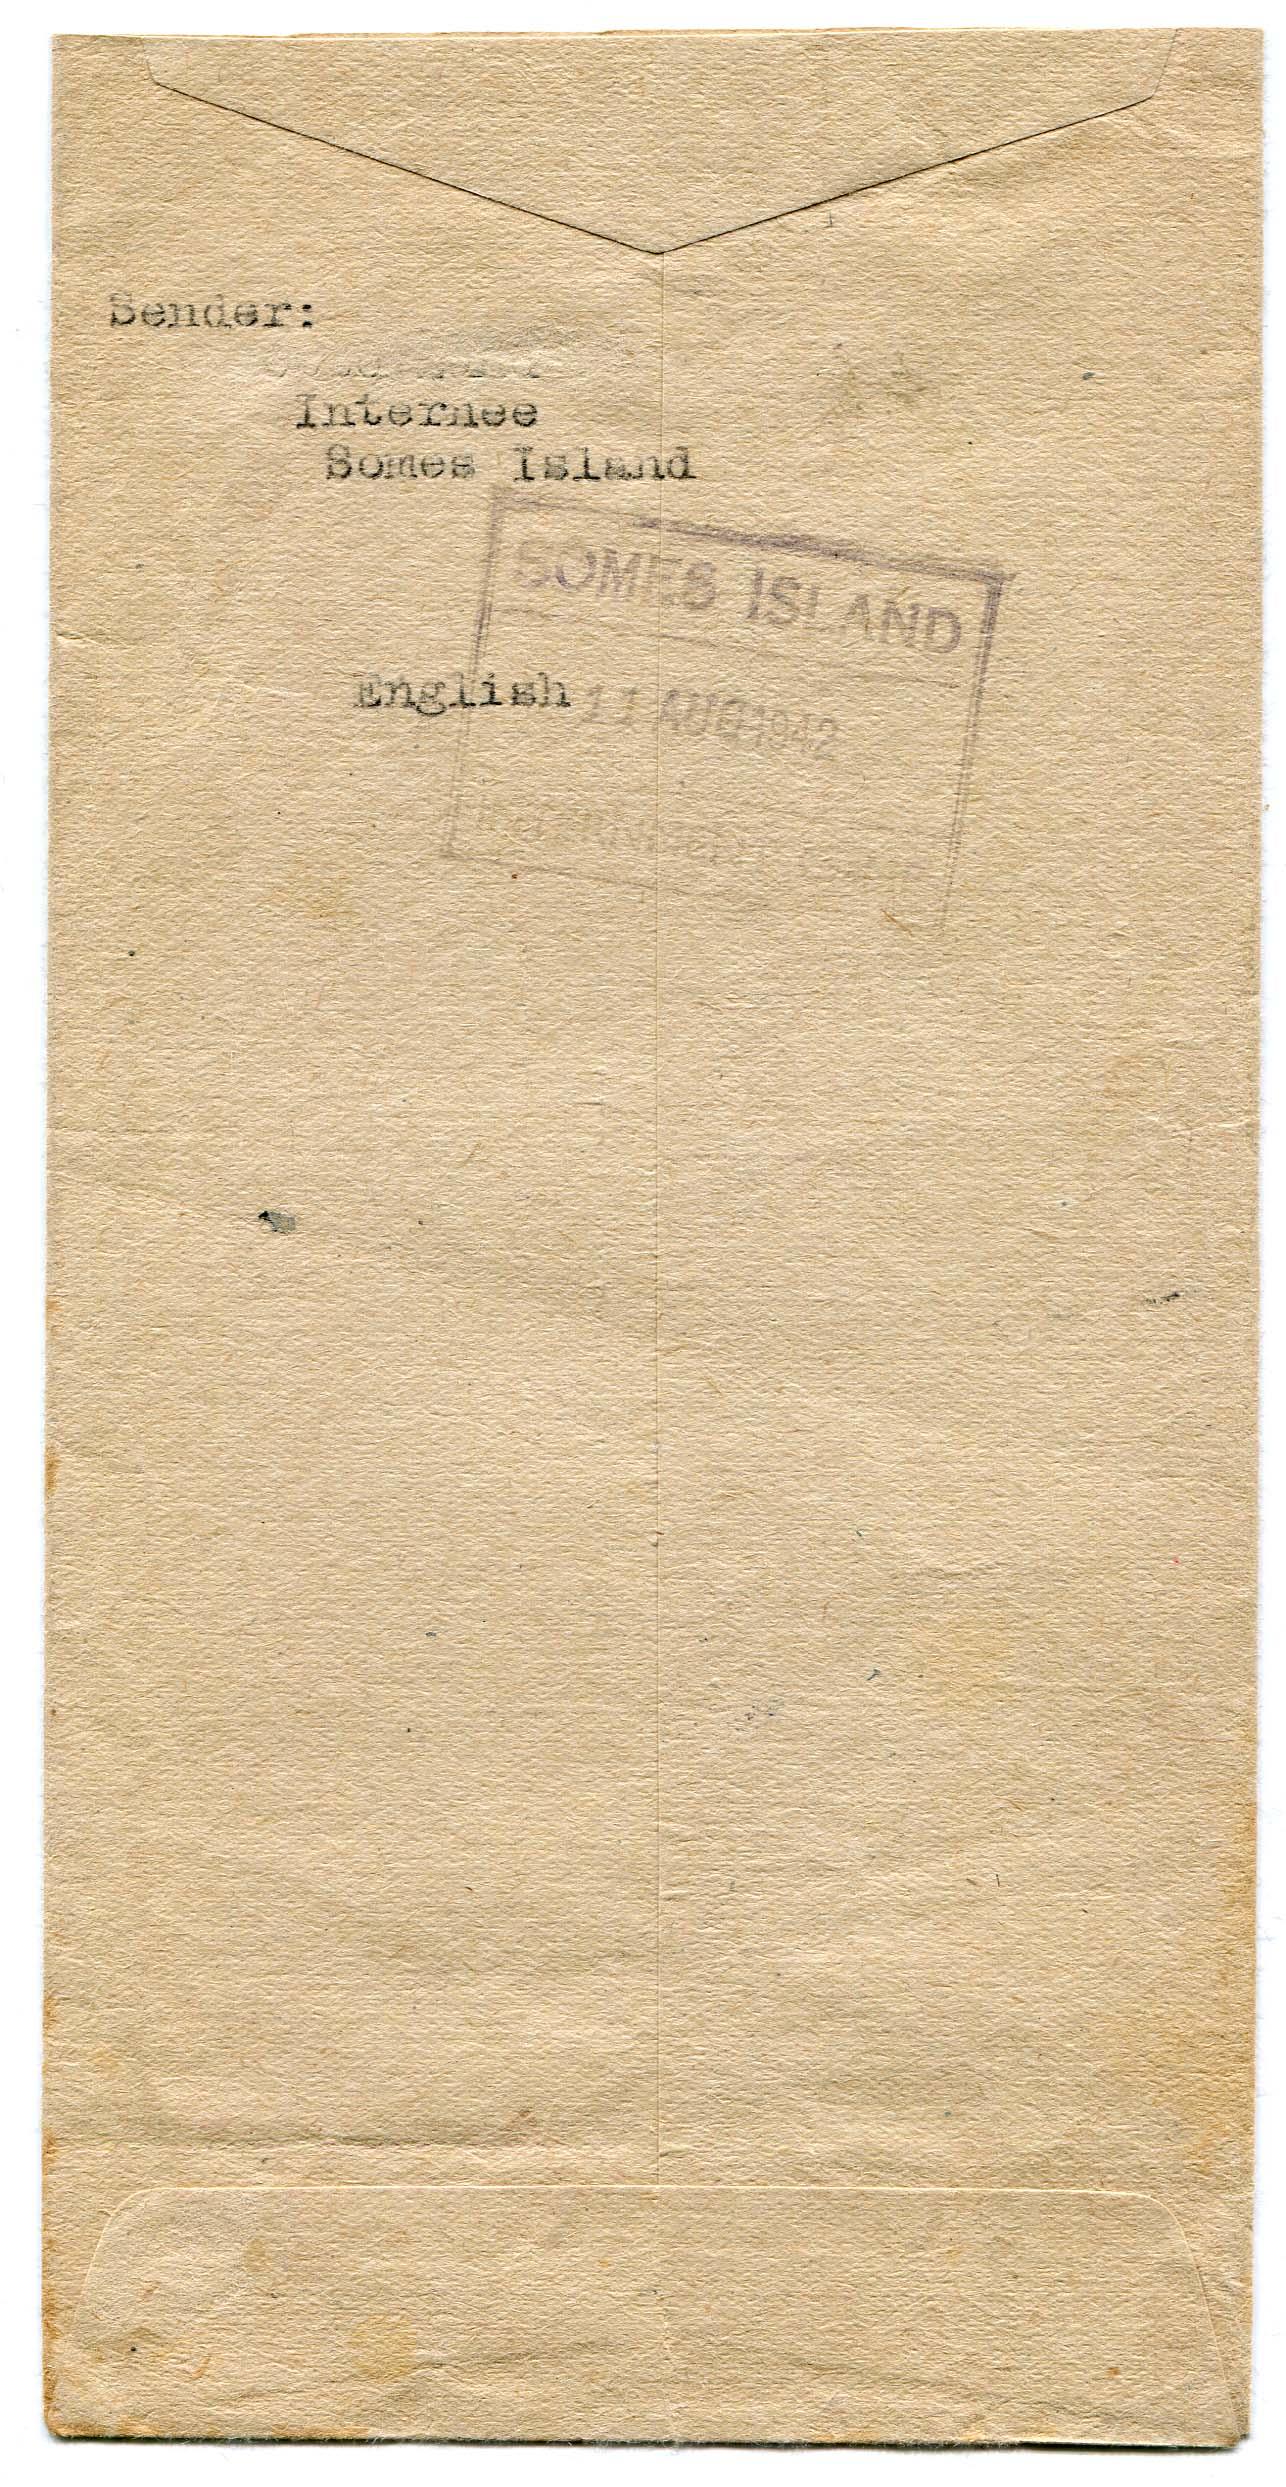 Sender:
Internee
Somes Island
SOMES ISLAND
English
11 AUG 1942